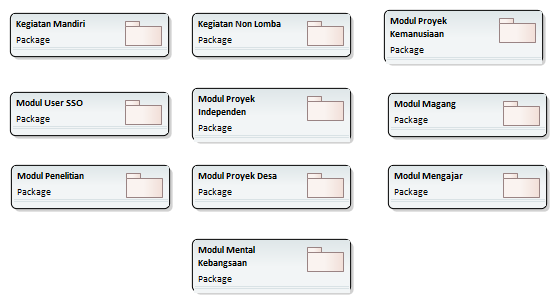 Kegiatan Mandiri
Package
Kegiatan Non Lomba
Package
Modul Proyek
Kemanusiaan
Package
Modul User SSO
Package
Modul Proyek
Independen
Package
Modul Magang
Package
Modul Penelitian
Package
Modul Proyek Desa
Package
Modul Mengajar
Package
Modul Mental
Kebangsaan
Package